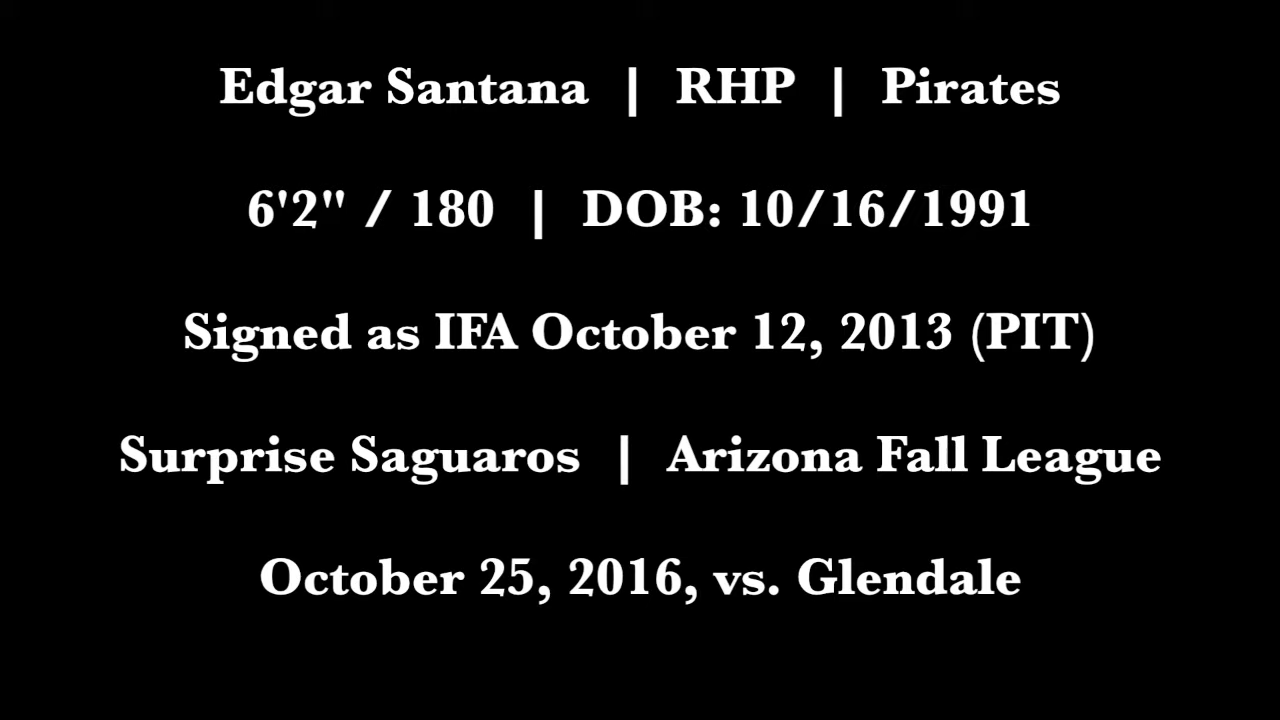 Edgar Santana | RHP | Pirates
6'2" / 180 | DOB: 10/16/1991
Signed as IFA October 12, 2013 (PIT)
Surprise Saguaros | Arizona Fall League
October 25, 2016, vs. Glendale